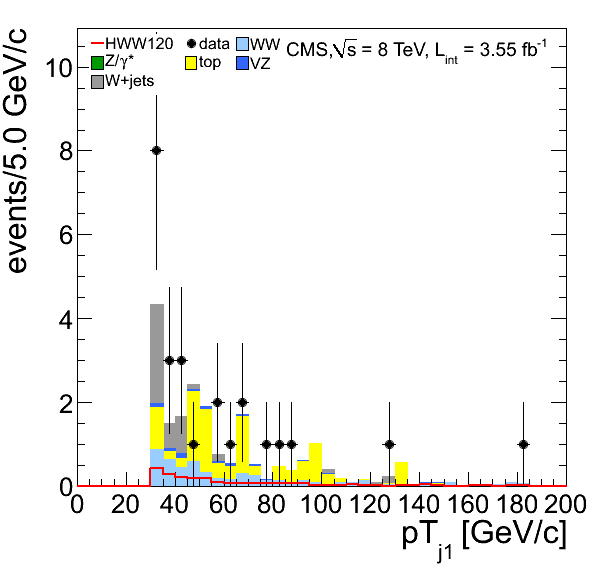 HWW120 data WW CMS,√s = 8 TeV, L_int = 3.55 fb⁻¹
Z/γ* top VZ
W+jets
events/5.0 GeV/c
10
8
6
4
2
0
0 20 40 60 80 100 120 140 160 180 200
pT_j1 [GeV/c]